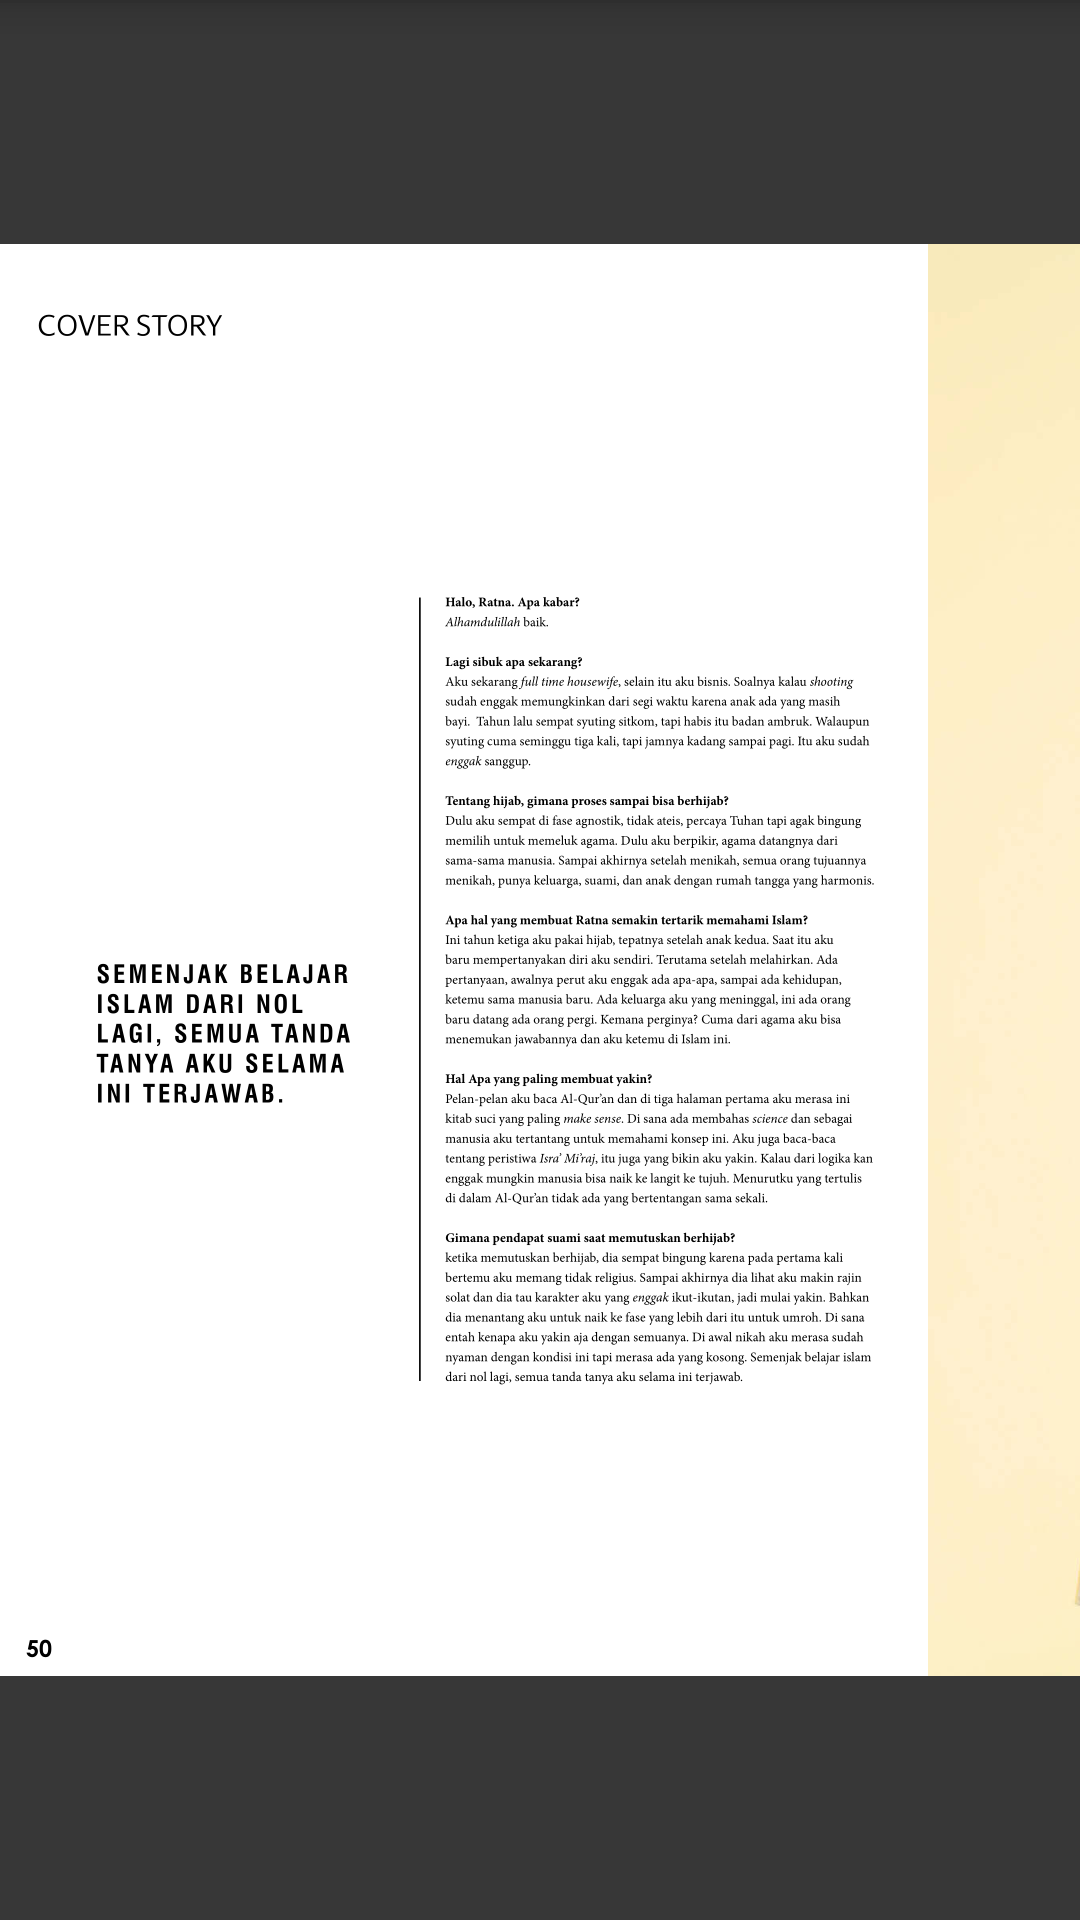 COVER STORY
SEMENJAK BELAJAR
ISLAM DARI NOL
LAGI, SEMUA TANDA
TANYA AKU SELAMA
INI TERJAWAB.
Halo, Ratna. Apa kabar?
Alhamdulillah baik.
Lagi sibuk apa sekarang?
Aku sekarang full time housewife, selain itu aku bisnis. Soalnya kalau shooting
sudah enggak memungkinkan dari segi waktu karena anak ada yang masih
bayi.  Tahun lalu sempat syuting sitkom, tapi habis itu badan ambruk. Walaupun
syuting cuma seminggu tiga kali, tapi jamnya kadang sampai pagi. Itu aku sudah
enggak sanggup.
Tentang hijab, gimana proses sampai bisa berhijab?
Dulu aku sempat di fase agnostik, tidak ateis, percaya Tuhan tapi agak bingung
memilih untuk memeluk agama. Dulu aku berpikir, agama datangnya dari
sama-sama manusia. Sampai akhirnya setelah menikah, semua orang tujuannya
menikah, punya keluarga, suami, dan anak dengan rumah tangga yang harmonis.
Apa hal yang membuat Ratna semakin tertarik memahami Islam?
Ini tahun ketiga aku pakai hijab, tepatnya setelah anak kedua. Saat itu aku
baru mempertanyakan diri aku sendiri. Terutama setelah melahirkan. Ada
pertanyaan, awalnya perut aku enggak ada apa-apa, sampai ada kehidupan,
ketemu sama manusia baru. Ada keluarga aku yang meninggal, ini ada orang
baru datang ada orang pergi. Kemana perginya? Cuma dari agama aku bisa
menemukan jawabannya dan aku ketemu di Islam ini.
Hal Apa yang paling membuat yakin?
Pelan-pelan aku baca Al-Qur’an dan di tiga halaman pertama aku merasa ini
kitab suci yang paling make sense. Di sana ada membahas science dan sebagai
manusia aku tertantang untuk memahami konsep ini. Aku juga baca-baca
tentang peristiwa Isra’ Mi’raj, itu juga yang bikin aku yakin. Kalau dari logika kan
enggak mungkin manusia bisa naik ke langit ke tujuh. Menurutku yang tertulis
di dalam Al-Qur’an tidak ada yang bertentangan sama sekali.
Gimana pendapat suami saat memutuskan berhijab?
ketika memutuskan berhijab, dia sempat bingung karena pada pertama kali
bertemu aku memang tidak religius. Sampai akhirnya dia lihat aku makin rajin
solat dan dia tau karakter aku yang enggak ikut-ikutan, jadi mulai yakin. Bahkan
dia menantang aku untuk naik ke fase yang lebih dari itu untuk umroh. Di sana
entah kenapa aku yakin aja dengan semuanya. Di awal nikah aku merasa sudah
nyaman dengan kondisi ini tapi merasa ada yang kosong. Semenjak belajar islam
dari nol lagi, semua tanda tanya aku selama ini terjawab.
50